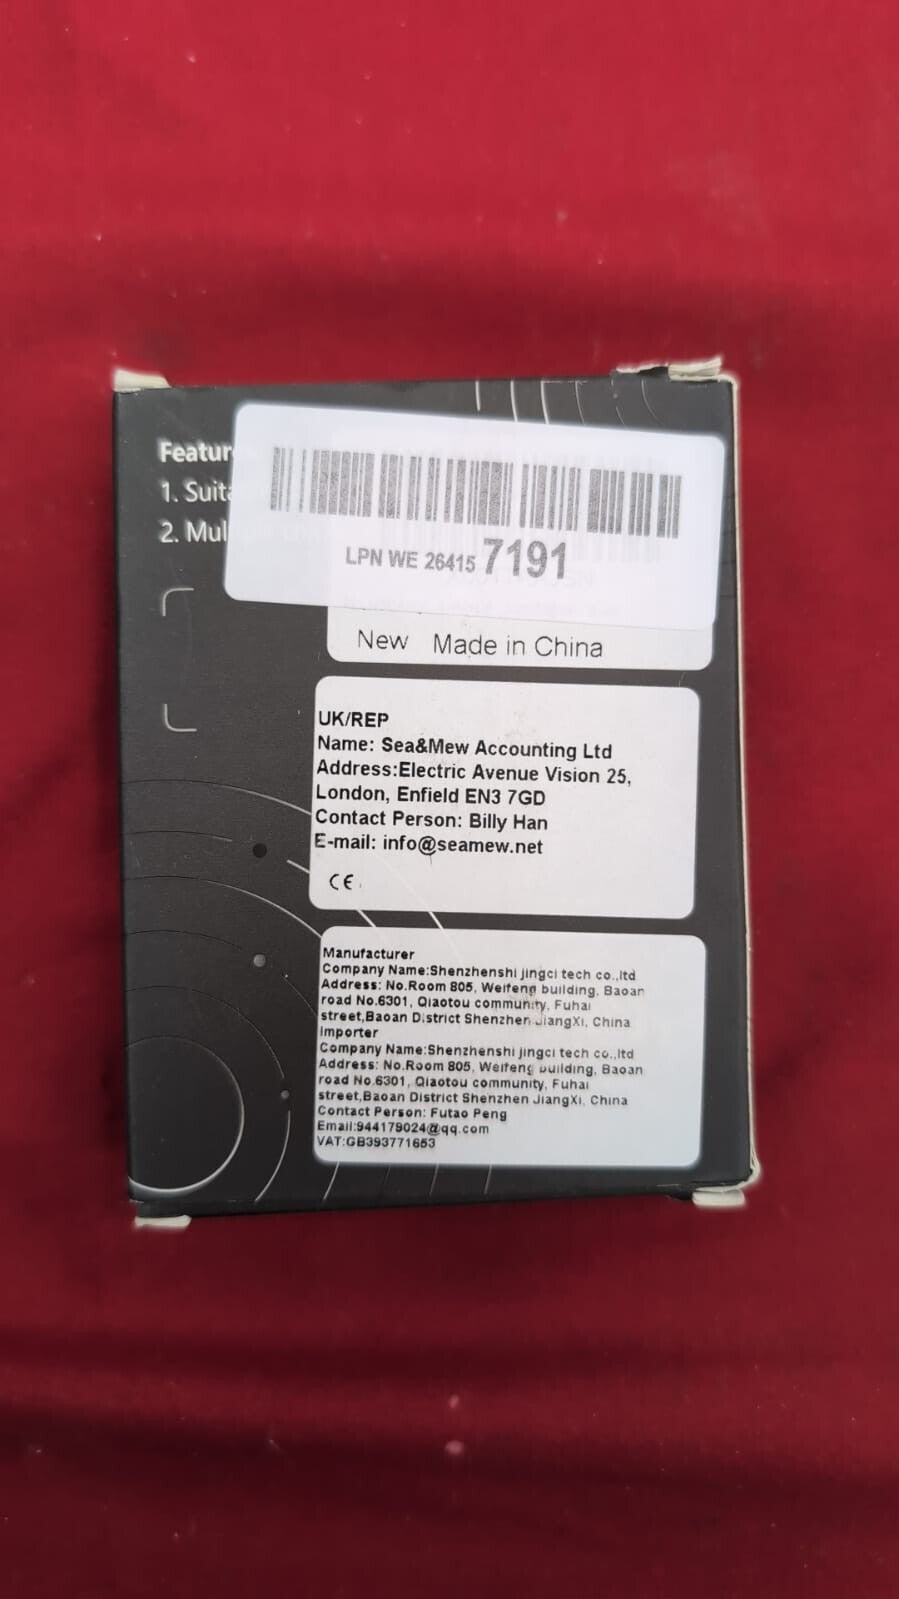 Featur
1. Suita
2. Mul
LPN WE 26415 7191
New Made in China
UK/REP
Name: Sea&Mew Accounting Ltd
Address:Electric Avenue Vision 25,
London, Enfield EN3 7GD
Contact Person: Billy Han
E-mail: info@seamew.net
CE
Manufacturer
Company Name:Shenzhenshi jingci tech co.,ltd
Address: No.Room 805, Weifeng building, Baoan
road No.6301, Qiaotou community, Fuhai
street,Baoan District Shenzhen JiangXi, China
Importer
Company Name:Shenzhenshi jingci tech co.,ltd
Address: No.Room 805, Weifeng building, Baoan
road No.6301, Qiaotou community, Fuhai
street,Baoan District Shenzhen JiangXi, China
Contact Person: Futao Peng
Email:944179024@qq.com
VAT:GB393771653